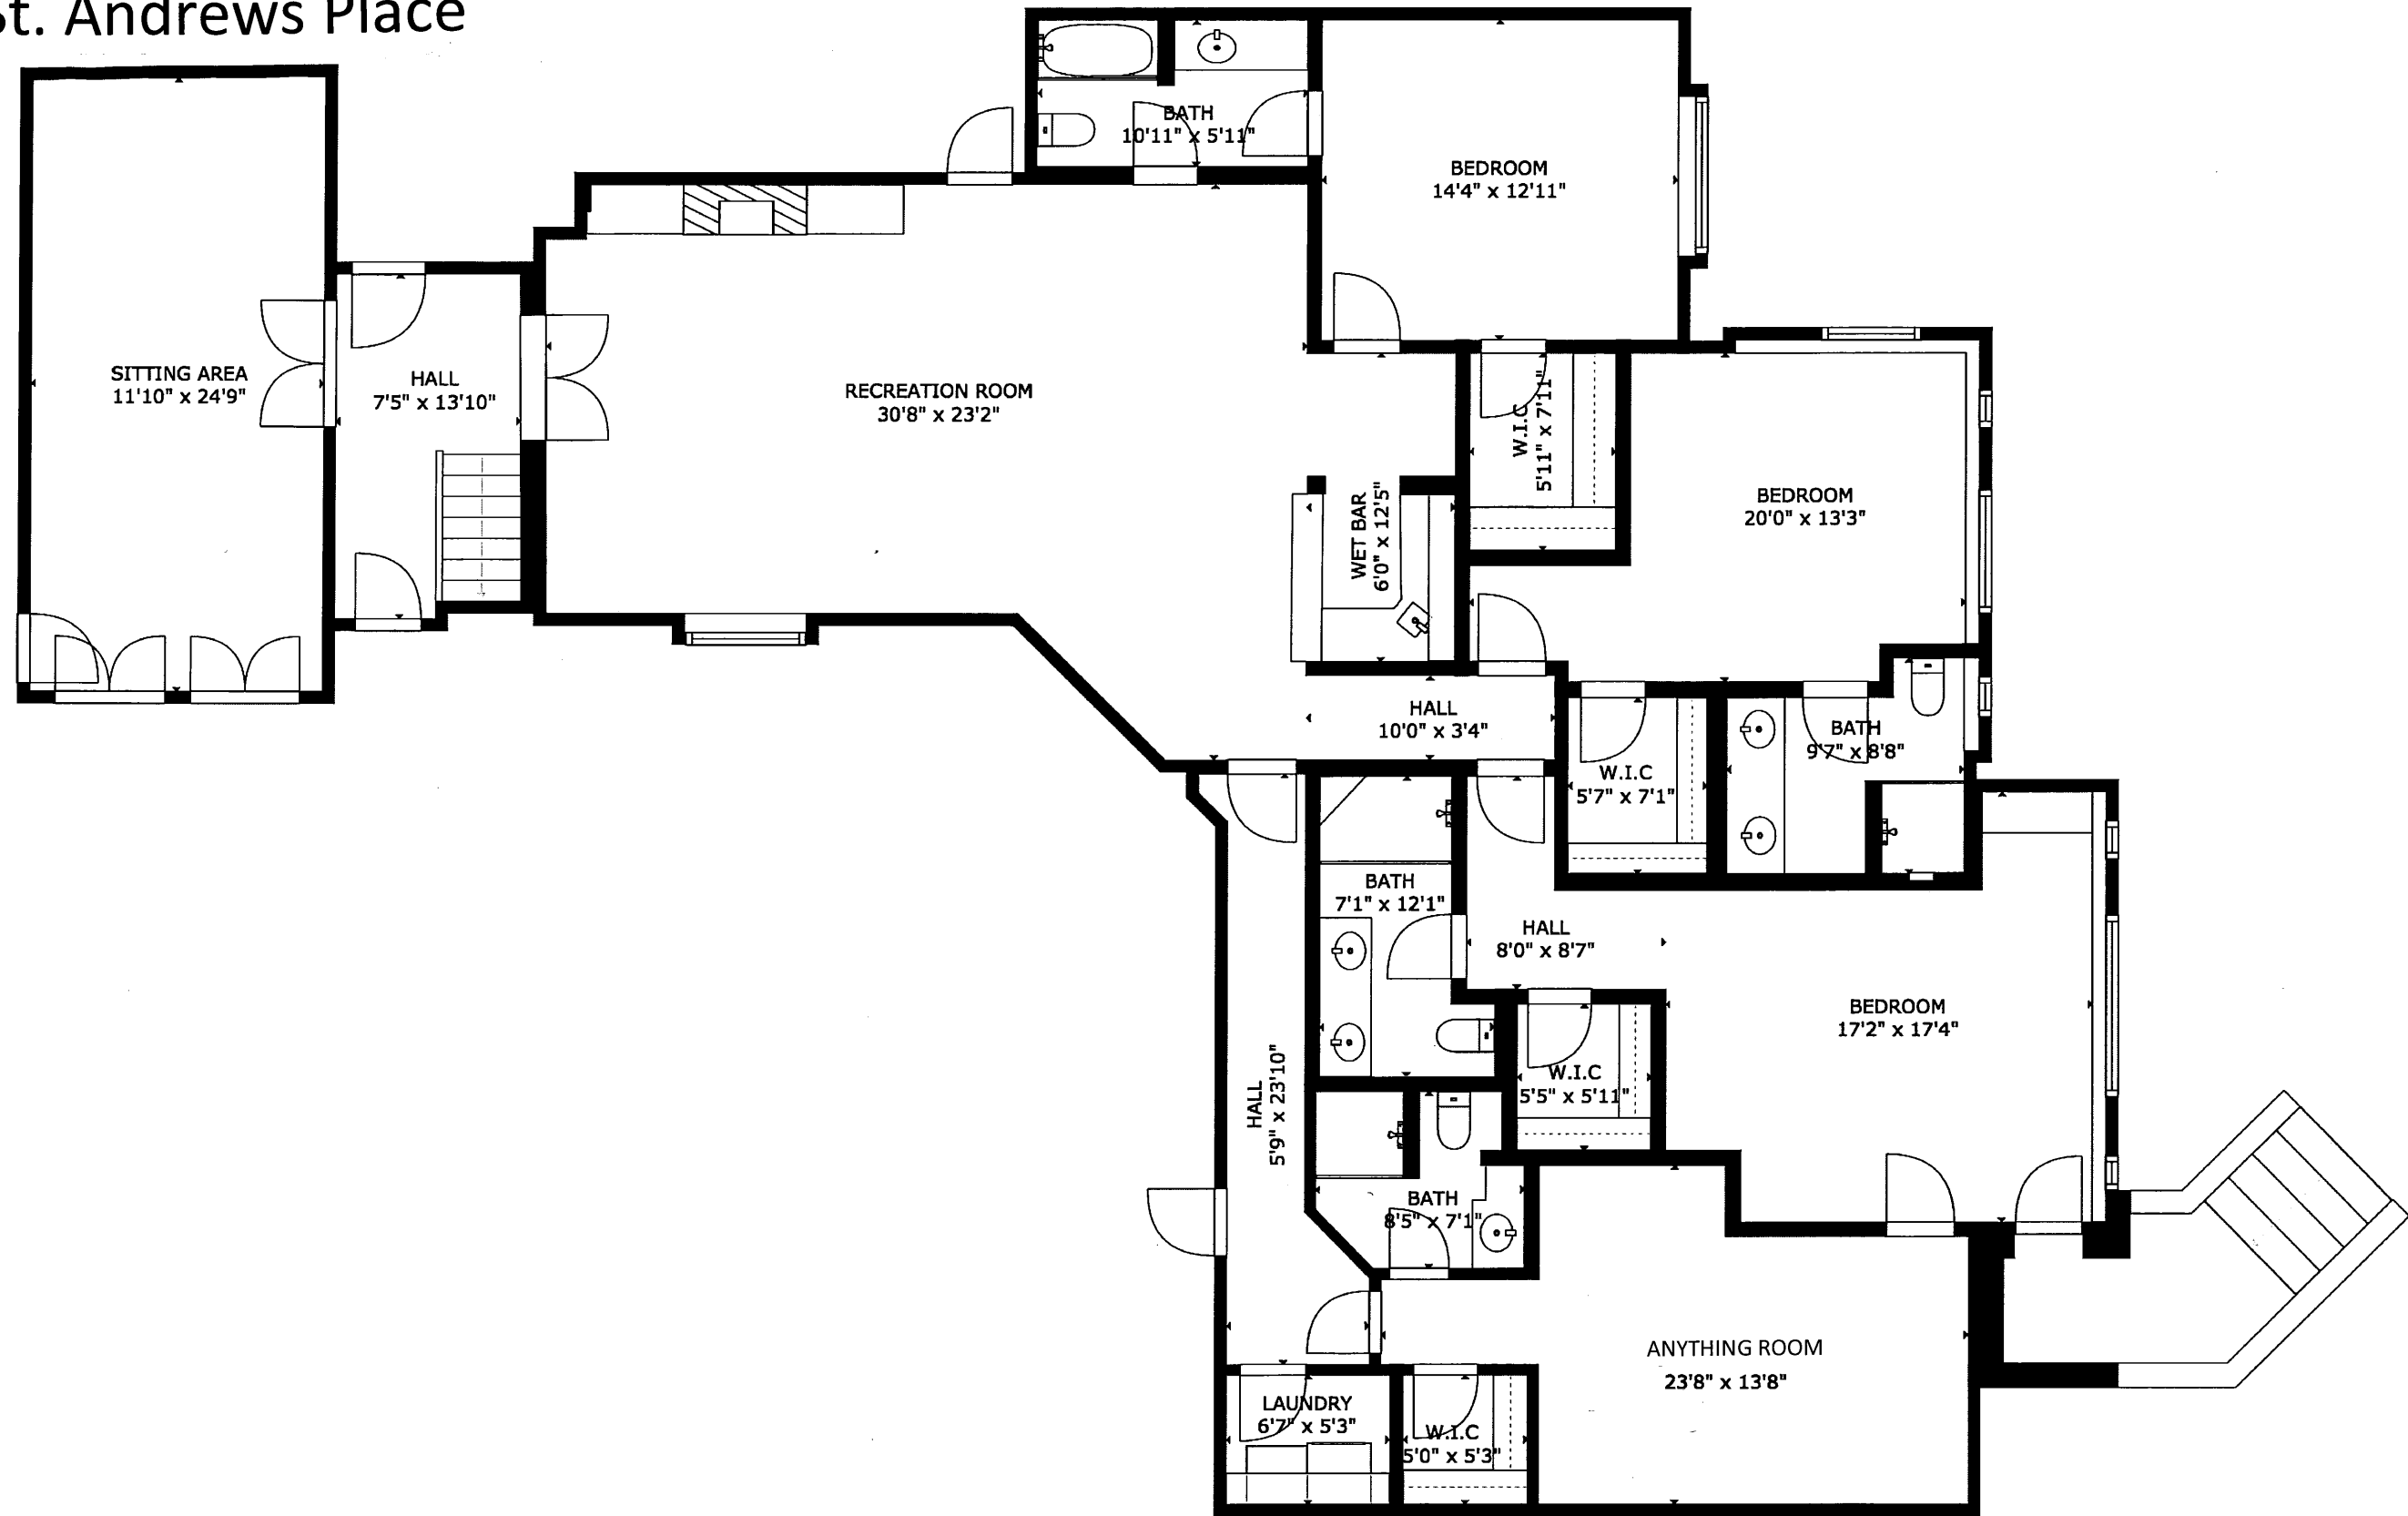 St. Andrews Place
BATH
10'11" x 5'11"
BEDROOM
14'4" x 12'11"
SITTING AREA
11'10" x 24'9"
HALL
7'5" x 13'10"
RECREATION ROOM
30'8" x 23'2"
W.I.C
5'11" x 7'11"
BEDROOM
20'0" x 13'3"
WET BAR
6'0" x 12'5"
HALL
10'0" x 3'4"
W.I.C
5'7" x 7'1"
BATH
9'7" x 8'8"
BATH
7'1" x 12'1"
HALL
8'0" x 8'7"
BEDROOM
17'2" x 17'4"
HALL
5'9" x 23'10"
W.I.C
5'5" x 5'11"
BATH
8'5" x 7'1"
ANYTHING ROOM
23'8" x 13'8"
LAUNDRY
6'7" x 5'3"
W.I.C
5'0" x 5'3"